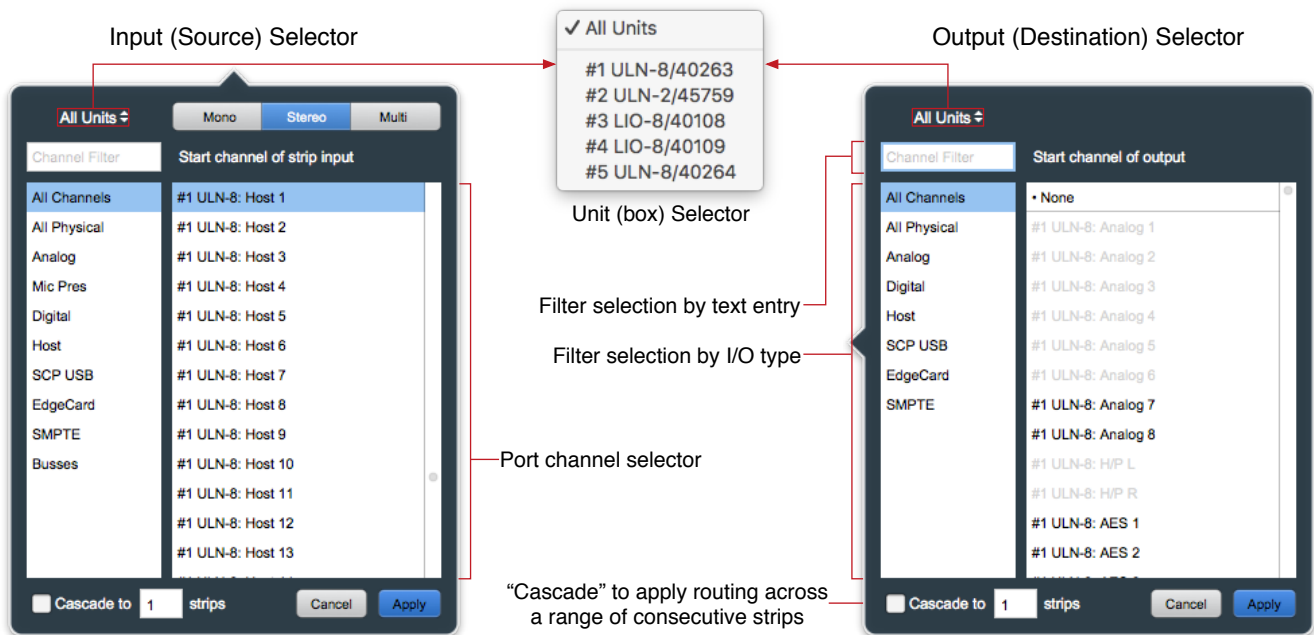 Input (Source) Selector
All Units
Mono
Stereo
Multi
Channel Filter
Start channel of strip input
All Channels
All Physical
Analog
Mic Pres
Digital
Host
SCP USB
EdgeCard
SMPTE
Busses
#1 ULN-8: Host 1
#1 ULN-8: Host 2
#1 ULN-8: Host 3
#1 ULN-8: Host 4
#1 ULN-8: Host 5
#1 ULN-8: Host 6
#1 ULN-8: Host 7
#1 ULN-8: Host 8
#1 ULN-8: Host 9
#1 ULN-8: Host 10
#1 ULN-8: Host 11
#1 ULN-8: Host 12
#1 ULN-8: Host 13
Cascade to 1 strips
Cancel
Apply
✓ All Units
#1 ULN-8/40263
#2 ULN-2/45759
#3 LIO-8/40108
#4 LIO-8/40109
#5 ULN-8/40264
Unit (box) Selector
Filter selection by text entry
Filter selection by I/O type
Port channel selector
“Cascade” to apply routing across
a range of consecutive strips
Output (Destination) Selector
All Units
Channel Filter
Start channel of output
All Channels
All Physical
Analog
Digital
Host
SCP USB
EdgeCard
SMPTE
• None
#1 ULN-8: Analog 1
#1 ULN-8: Analog 2
#1 ULN-8: Analog 3
#1 ULN-8: Analog 4
#1 ULN-8: Analog 5
#1 ULN-8: Analog 6
#1 ULN-8: Analog 7
#1 ULN-8: Analog 8
#1 ULN-8: H/P L
#1 ULN-8: H/P R
#1 ULN-8: AES 1
#1 ULN-8: AES 2
Cascade to 1 strips
Cancel
Apply